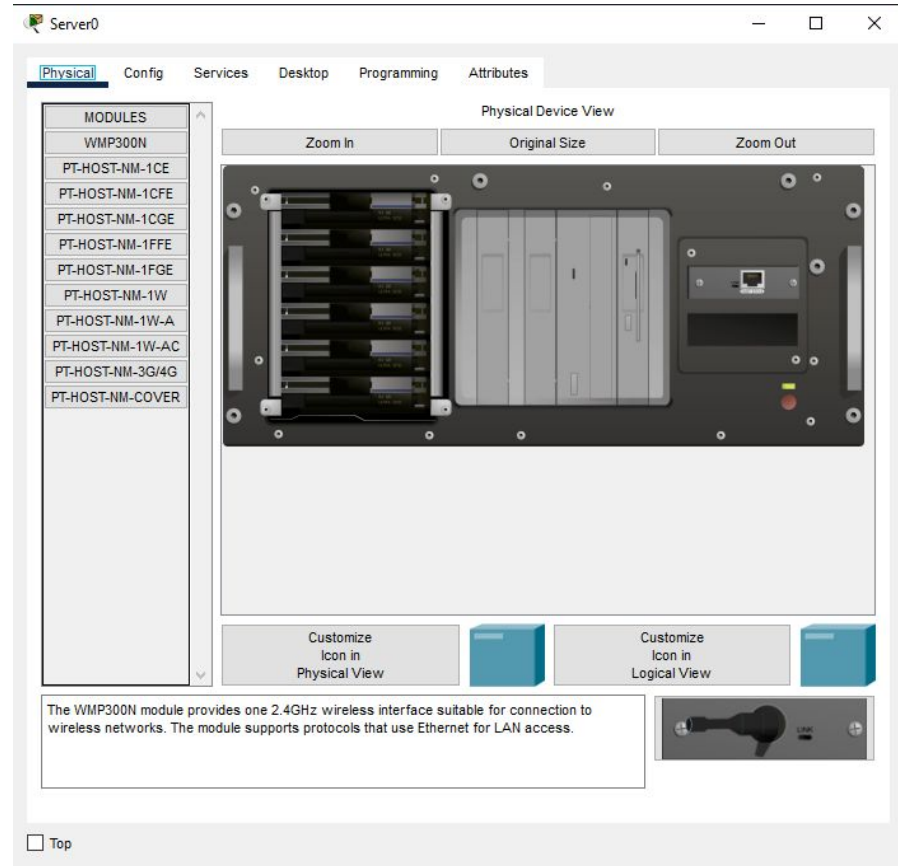 Server0
Physical Config Services Desktop Programming Attributes
MODULES
WMP300N
PT-HOST-NM-1CE
PT-HOST-NM-1CFE
PT-HOST-NM-1CGE
PT-HOST-NM-1FFE
PT-HOST-NM-1FGE
PT-HOST-NM-1W
PT-HOST-NM-1W-A
PT-HOST-NM-1W-AC
PT-HOST-NM-3G/4G
PT-HOST-NM-COVER
Physical Device View
Zoom In Original Size Zoom Out
Customize
Icon in
Physical View
Customize
Icon in
Logical View
The WMP300N module provides one 2.4GHz wireless interface suitable for connection to
wireless networks. The module supports protocols that use Ethernet for LAN access.
LINK
Top